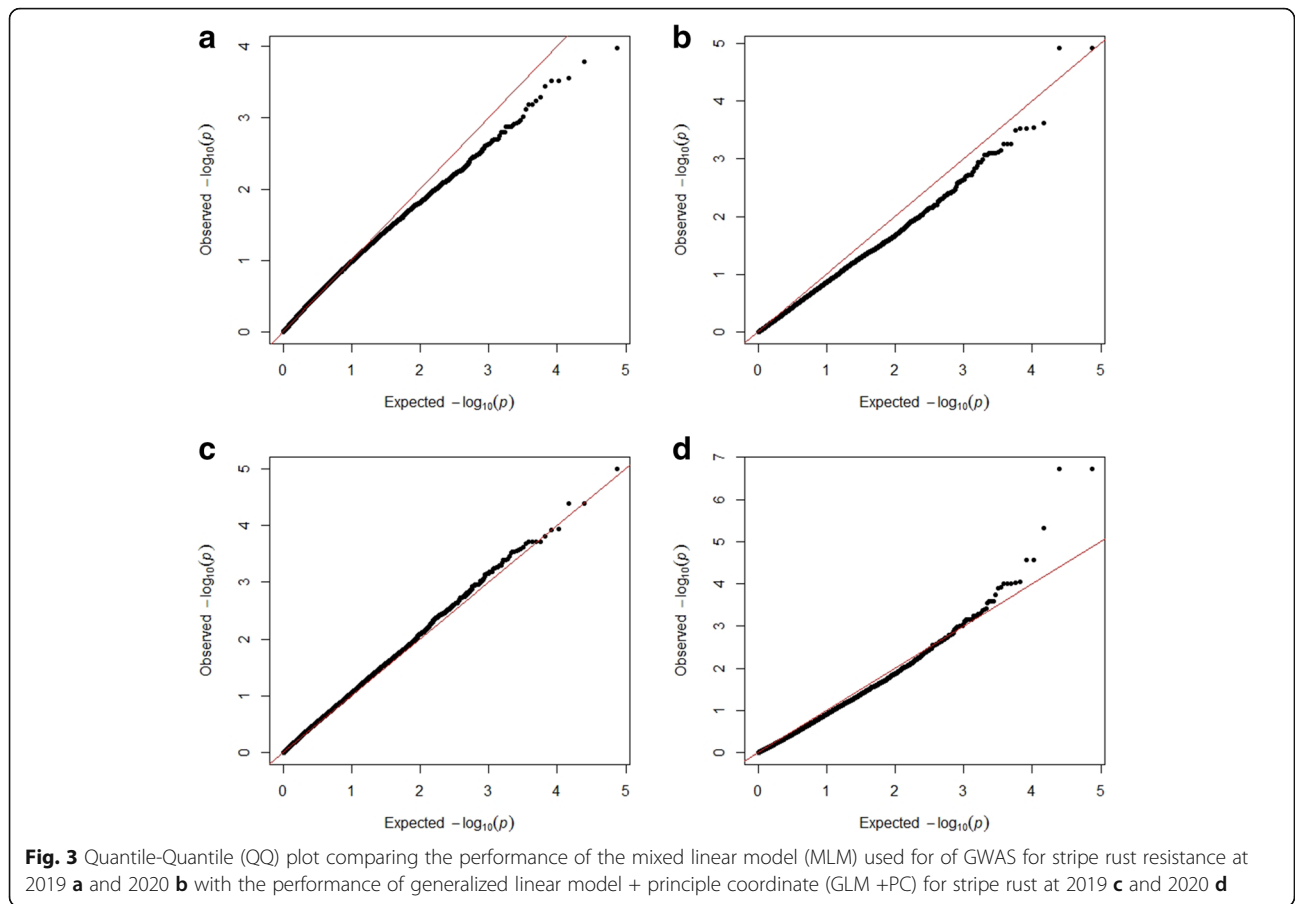 a
4
3
2
1
0
Observed −log10(p)
0 1 2 3 4 5
Expected −log10(p)
b
5
4
3
2
1
0
Observed −log10(p)
0 1 2 3 4 5
Expected −log10(p)
c
5
4
3
2
1
0
Observed −log10(p)
0 1 2 3 4 5
Expected −log10(p)
d
7
6
5
4
3
2
1
0
Observed −log10(p)
0 1 2 3 4 5
Expected −log10(p)
Fig. 3 Quantile-Quantile (QQ) plot comparing the performance of the mixed linear model (MLM) used for of GWAS for stripe rust resistance at
2019 a and 2020 b with the performance of generalized linear model + principle coordinate (GLM +PC) for stripe rust at 2019 c and 2020 d